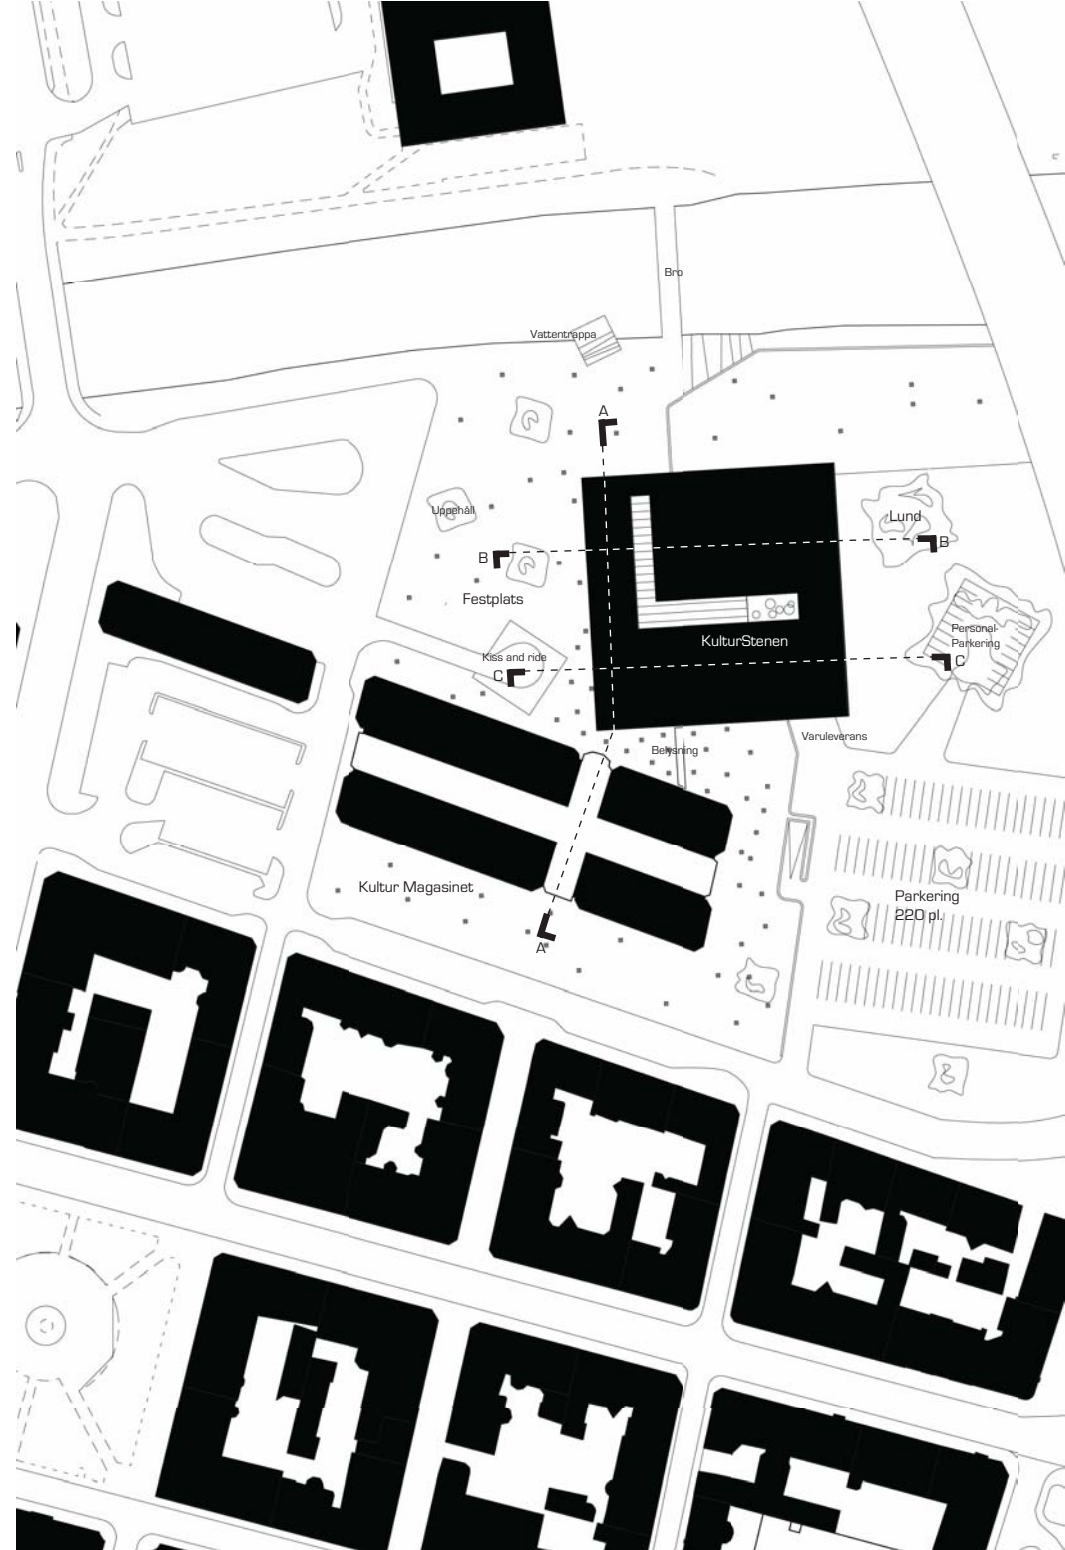 Bro
Vattentrappa
A
Uppehåll
Lund
B
B
Festplats
Personal-
Parkering
KulturStenen
Kiss and ride
C
C
Varuleverans
Belysning
Kultur Magasinet
Parkering
220 pl.
A